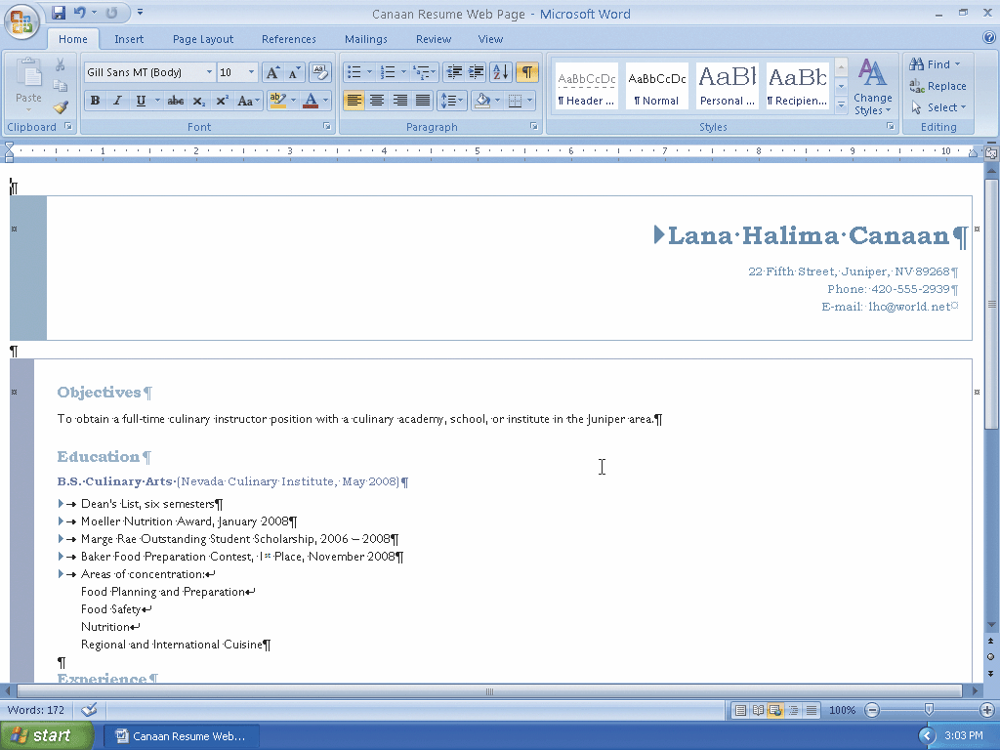 Canaan Resume Web Page - Microsoft Word
Home Insert Page Layout References Mailings Review View
Paste
Clipboard
Gill Sans MT (Body) 10
B I U abc X₂ X² Aa
Font
Paragraph
AaBbCcDc AaBbCcDc AaBl AaBb
¶ Header ... ¶ Normal Personal ... ¶ Recipien...
Change Styles
Styles
Find
Replace
Select
Editing
1 2 3 4 5 6 7 8 9 10
¶
Lana·Halima·Canaan¶
22·Fifth·Street,·Juniper,·NV·89268¶
Phone:·420-555-2939¶
E-mail:·lhc@world.net¤
¶
Objectives¶
To·obtain·a·full-time·culinary·instructor·position·with·a·culinary·academy,·school,·or·institute·in·the·Juniper·area.¶
Education¶
B.S.·Culinary·Arts·(Nevada·Culinary·Institute,·May·2008)¶
→ Dean's·List,·six·semesters¶
→ Moeller·Nutrition·Award,·January·2008¶
→ Marge·Rae·Outstanding·Student·Scholarship,·2006·–·2008¶
→ Baker·Food·Preparation·Contest,·1st·Place,·November·2008¶
→ Areas·of·concentration:↵
Food·Planning·and·Preparation↵
Food·Safety↵
Nutrition↵
Regional·and·International·Cuisine¶
¶
Experience¶
Words: 172
100%
start
Canaan Resume Web...
3:03 PM